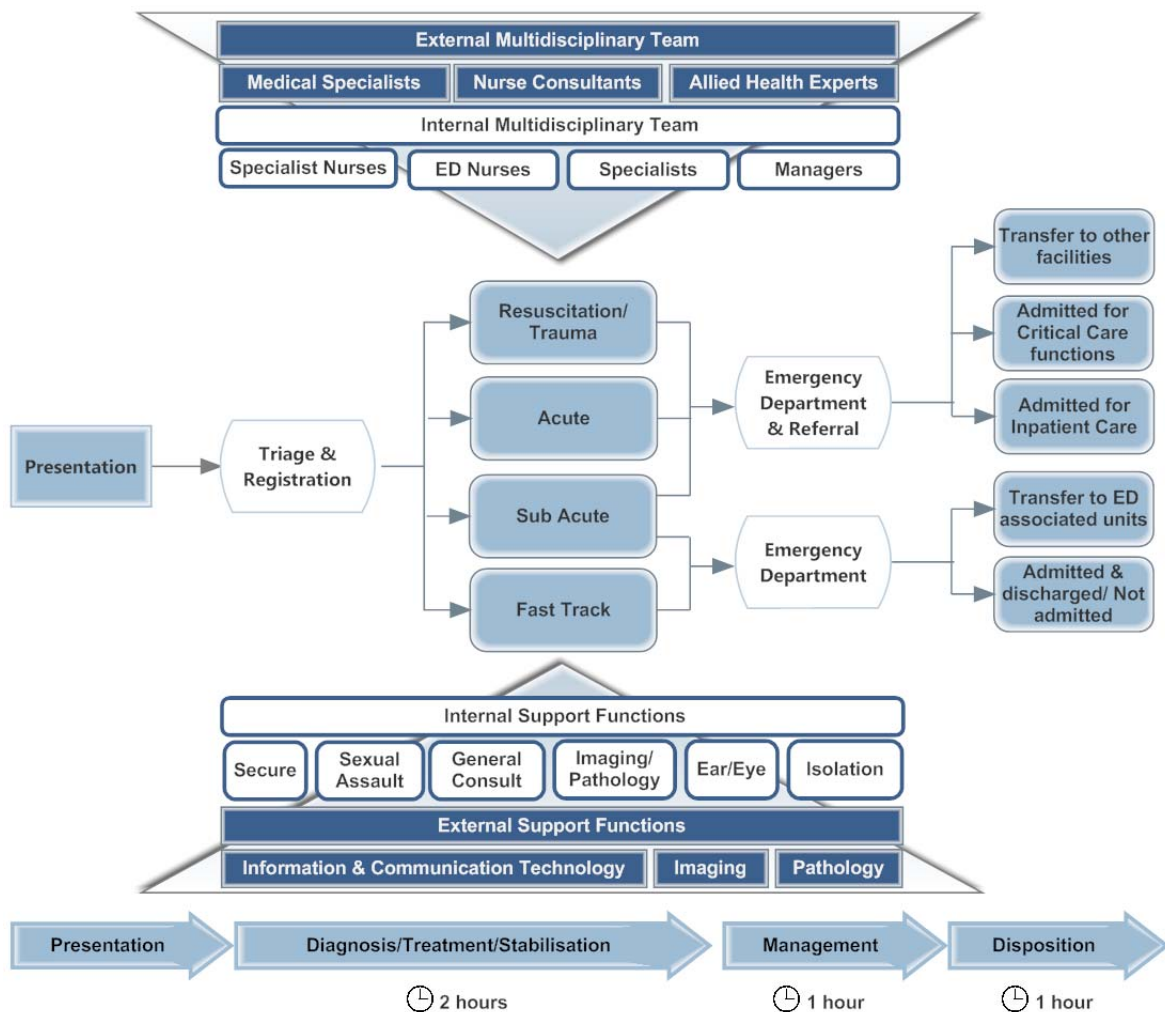 External Multidisciplinary Team
Medical Specialists
Nurse Consultants
Allied Health Experts
Internal Multidisciplinary Team
Specialist Nurses
ED Nurses
Specialists
Managers
Presentation
Triage &
Registration
Resuscitation/
Trauma
Acute
Sub Acute
Fast Track
Emergency
Department
& Referral
Emergency
Department
Transfer to other
facilities
Admitted for
Critical Care
functions
Admitted for
Inpatient Care
Transfer to ED
associated units
Admitted &
discharged/ Not
admitted
Internal Support Functions
Secure
Sexual
Assault
General
Consult
Imaging/
Pathology
Ear/Eye
Isolation
External Support Functions
Information & Communication Technology
Imaging
Pathology
Presentation
Diagnosis/Treatment/Stabilisation
Management
Disposition
2 hours
1 hour
1 hour